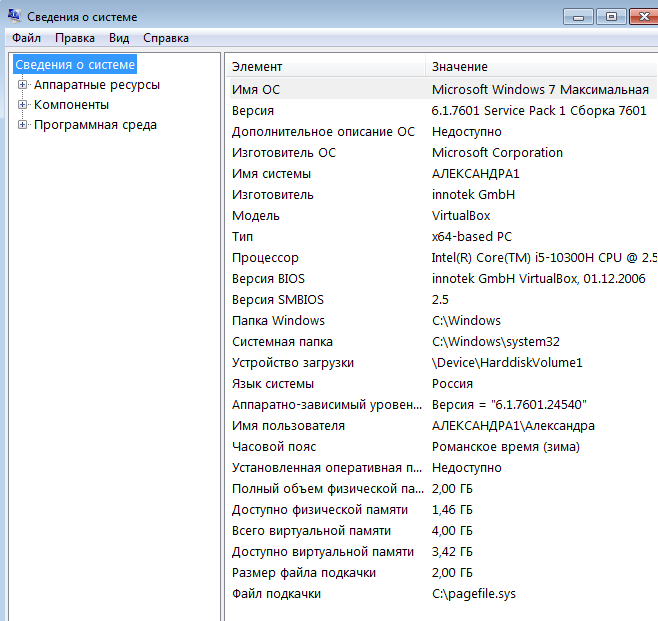 Сведения о системе
Файл Правка Вид Справка
Сведения о системе
Аппаратные ресурсы
Компоненты
Программная среда
Элемент Значение
Имя ОС Microsoft Windows 7 Максимальная
Версия 6.1.7601 Service Pack 1 Сборка 7601
Дополнительное описание ОС Недоступно
Изготовитель ОС Microsoft Corporation
Имя системы АЛЕКСАНДРА1
Изготовитель innotek GmbH
Модель VirtualBox
Тип x64-based PC
Процессор Intel(R) Core(TM) i5-10300H CPU @ 2.5
Версия BIOS innotek GmbH VirtualBox, 01.12.2006
Версия SMBIOS 2.5
Папка Windows C:\Windows
Системная папка C:\Windows\system32
Устройство загрузки \Device\HarddiskVolume1
Язык системы Россия
Аппаратно-зависимый уровен... Версия = "6.1.7601.24540"
Имя пользователя АЛЕКСАНДРА1\Александра
Часовой пояс Романское время (зима)
Установленная оперативная п... Недоступно
Полный объем физической па... 2,00 ГБ
Доступно физической памяти 1,46 ГБ
Всего виртуальной памяти 4,00 ГБ
Доступно виртуальной памяти 3,42 ГБ
Размер файла подкачки 2,00 ГБ
Файл подкачки C:\pagefile.sys